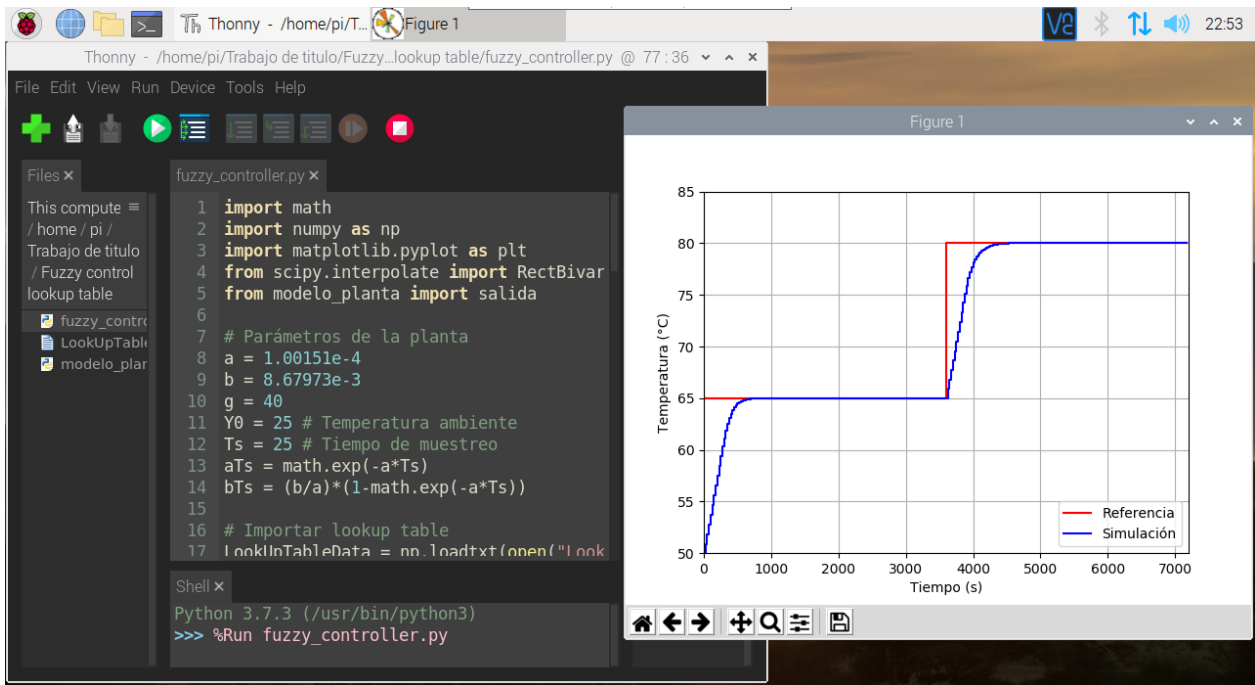 Thonny - /home/pi/T...
Figure 1
22:53
Thonny - /home/pi/Trabajo de titulo/Fuzzy...lookup table/fuzzy_controller.py @ 77 : 36
File Edit View Run Device Tools Help
Files
This compute
/ home / pi /
Trabajo de titulo
/ Fuzzy control
lookup table
fuzzy_contro
LookUpTable
modelo_plan
fuzzy_controller.py
1 import math
2 import numpy as np
3 import matplotlib.pyplot as plt
4 from scipy.interpolate import RectBivar
5 from modelo_planta import salida
6
7 # Parámetros de la planta
8 a = 1.00151e-4
9 b = 8.67973e-3
10 g = 40
11 Y0 = 25 # Temperatura ambiente
12 Ts = 25 # Tiempo de muestreo
13 aTs = math.exp(-a*Ts)
14 bTs = (b/a)*(1-math.exp(-a*Ts))
15
16 # Importar lookup table
17 LookUpTableData = np.loadtxt(open("Look
Shell
Python 3.7.3 (/usr/bin/python3)
>>> %Run fuzzy_controller.py
Figure 1
85
80
75
70
65
60
55
50
Temperatura (°C)
Referencia
Simulación
0 1000 2000 3000 4000 5000 6000 7000
Tiempo (s)